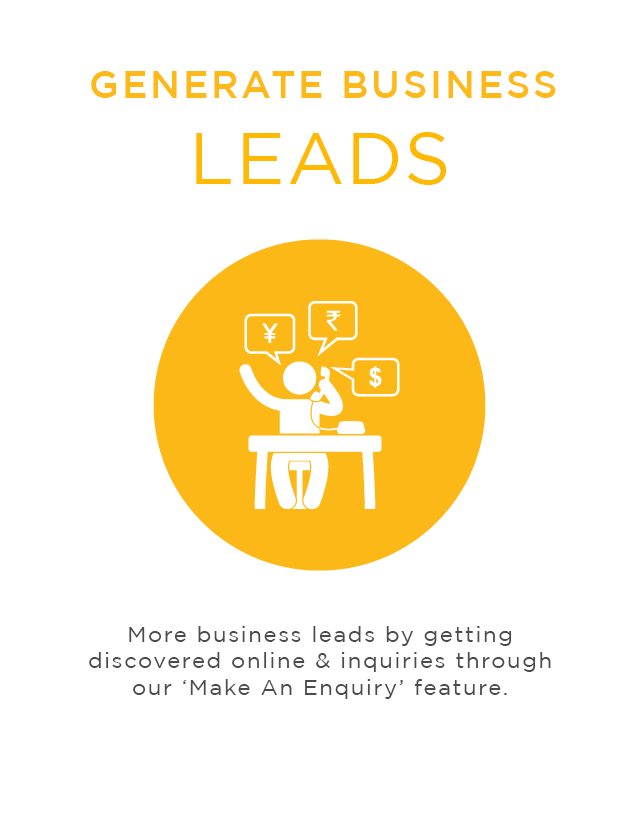 GENERATE BUSINESS
LEADS
¥
₹
$
More business leads by getting
discovered online & inquiries through
our ‘Make An Enquiry’ feature.